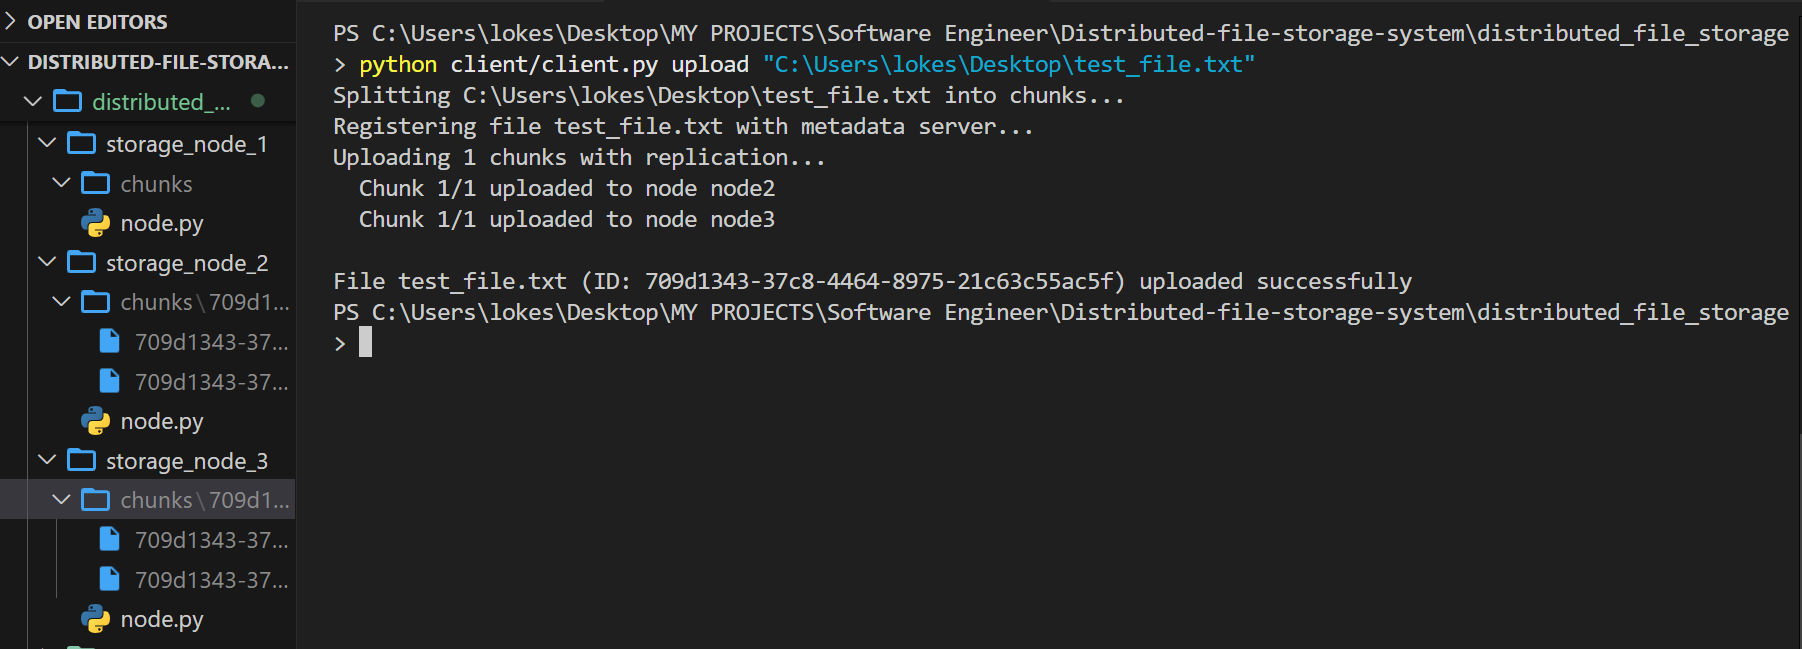 OPEN EDITORS
DISTRIBUTED-FILE-STORA...
distributed_...
storage_node_1
chunks
node.py
storage_node_2
chunks\709d1...
709d1343-37...
709d1343-37...
node.py
storage_node_3
chunks\709d1...
709d1343-37...
709d1343-37...
node.py
PS C:\Users\lokes\Desktop\MY PROJECTS\Software Engineer\Distributed-file-storage-system\distributed_file_storage
> python client/client.py upload "C:\Users\lokes\Desktop\test_file.txt"
Splitting C:\Users\lokes\Desktop\test_file.txt into chunks...
Registering file test_file.txt with metadata server...
Uploading 1 chunks with replication...
Chunk 1/1 uploaded to node node2
Chunk 1/1 uploaded to node node3
File test_file.txt (ID: 709d1343-37c8-4464-8975-21c63c55ac5f) uploaded successfully
PS C:\Users\lokes\Desktop\MY PROJECTS\Software Engineer\Distributed-file-storage-system\distributed_file_storage
>